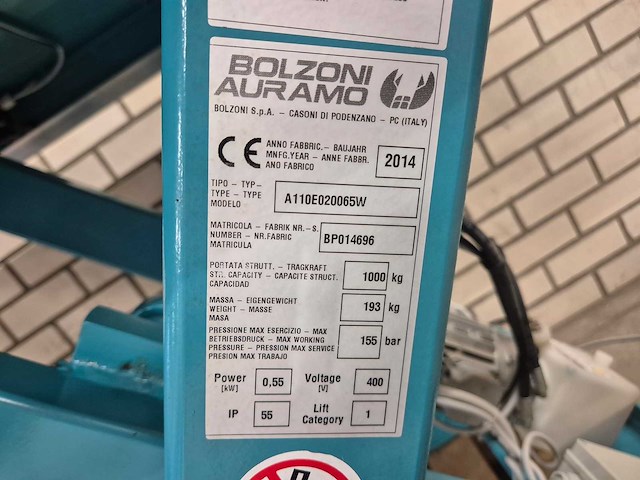 BOLZONI
AURAMO
BOLZONI S.p.A. - CASONI DI PODENZANO - PC (ITALY)
CE
ANNO FABBRIC.- BAUJAHR
MNFG.YEAR - ANNE FABBR.
AÑO FABRICO
2014
TIPO - TYP-
TYPE - TYPE
MODELO
A110E020065W
MATRICOLA - FABRIK NR.-S.
NUMBER - NR.FABRIC
MATRICULA
BP014696
PORTATA STRUTT. - TRAGKRAFT
STR. CAPACITY - CAPACITE STRUCT.
CAPACIDAD
1000 kg
MASSA - EIGENGEWICHT
WEIGHT - MASSE
MASA
193 kg
PRESSIONE MAX ESERCIZIO - MAX
BETRIEBSDRUCK - MAX WORKING
PRESSURE - PRESSION MAX SERVICE
PRESION MAX TRABAJO
155 bar
Power
[kW]
0,55
Voltage
[V]
400
IP
55
Lift
Category
1